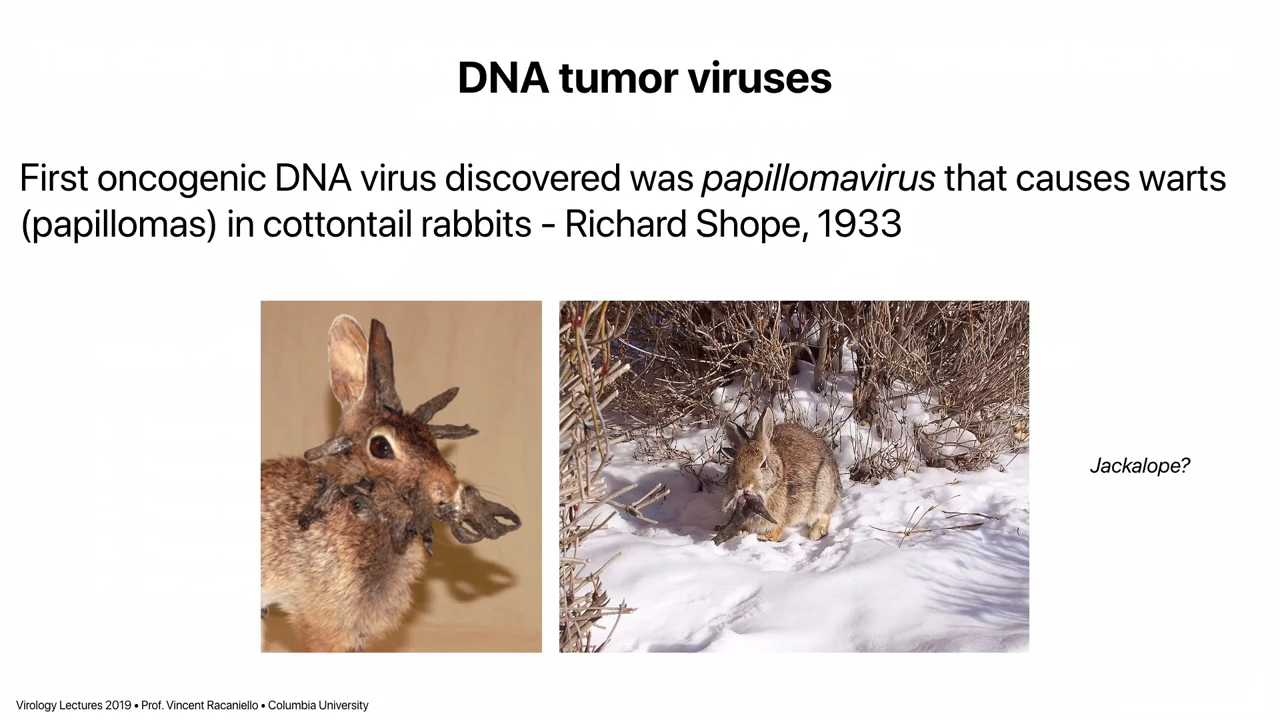 DNA tumor viruses
First oncogenic DNA virus discovered was papillomavirus that causes warts
(papillomas) in cottontail rabbits - Richard Shope, 1933
Jackalope?
Virology Lectures 2019 • Prof. Vincent Racaniello • Columbia University